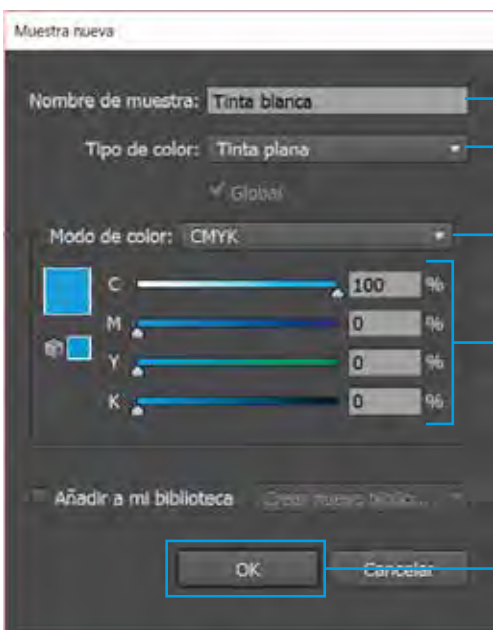 Muestra nueva
Nombre de muestra: Tinta blanca
Tipo de color: Tinta plana
Global
Modo de color: CMYK
C 100 %
M 0 %
Y 0 %
K 0 %
Añadir a mi biblioteca
OK Cancelar